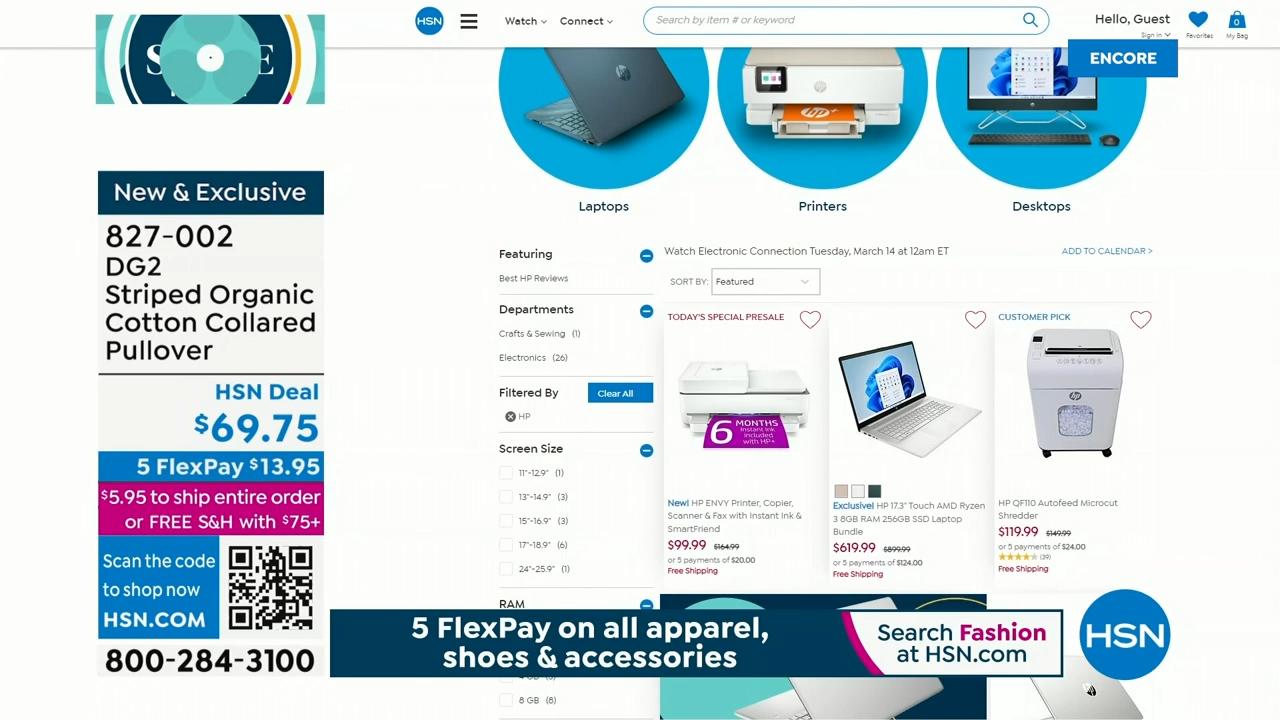 HSN
Watch
Connect
Search by item # or keyword
Hello, Guest
Sign in
Favorites
0
My Bag
ENCORE
New & Exclusive
827-002
DG2
Striped Organic
Cotton Collared
Pullover
HSN Deal
$69.75
5 FlexPay $13.95
$5.95 to ship entire order
or FREE S&H with $75+
Scan the code
to shop now
HSN.COM
800-284-3100
Laptops
Printers
Desktops
Featuring
Best HP Reviews
Departments
Crafts & Sewing (1)
Electronics (26)
Filtered By
Clear All
HP
Screen Size
11"-12.9" (1)
13"-14.9" (3)
15"-16.9" (3)
17"-18.9" (6)
24"-25.9" (1)
RAM
8 GB (8)
Watch Electronic Connection Tuesday, March 14 at 12am ET
ADD TO CALENDAR >
SORT BY: Featured
TODAY'S SPECIAL PRESALE
6 MONTHS
Instant Ink
Included
with HP+
New! HP ENVY Printer, Copier,
Scanner & Fax with Instant Ink &
SmartFriend
$99.99 $164.99
or 5 payments of $20.00
Free Shipping
Exclusive! HP 17.3" Touch AMD Ryzen
3 8GB RAM 256GB SSD Laptop
Bundle
$619.99 $899.99
or 5 payments of $124.00
Free Shipping
CUSTOMER PICK
hp
HP QF110 Autofeed Microcut
Shredder
$119.99 $149.99
or 5 payments of $24.00
(39)
Free Shipping
5 FlexPay on all apparel,
shoes & accessories
Search Fashion
at HSN.com
HSN